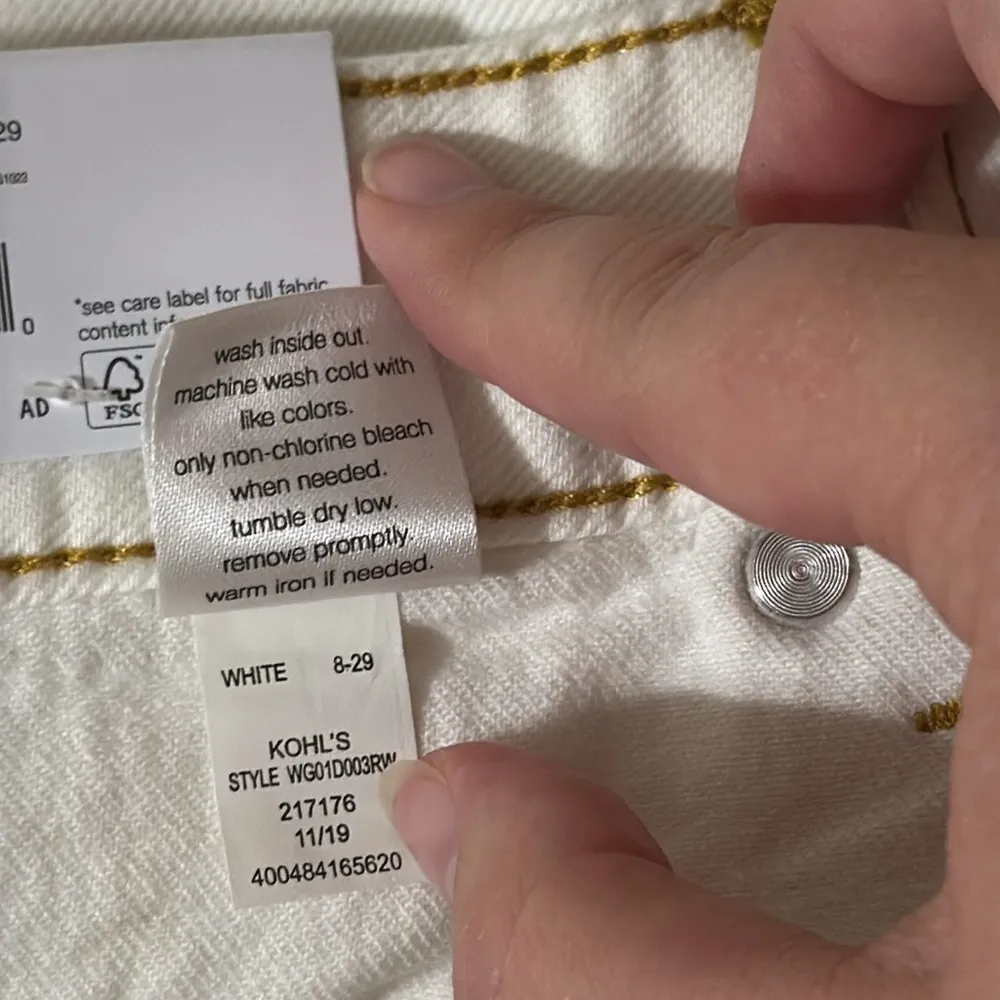 29
*see care label for full fabric
content
0
AD
FSC
wash inside out.
machine wash cold with
like colors.
only non-chlorine bleach
when needed.
tumble dry low.
remove promptly.
warm iron if needed.
WHITE 8-29
KOHL'S
STYLE WG01D003RW
217176
11/19
400484165620